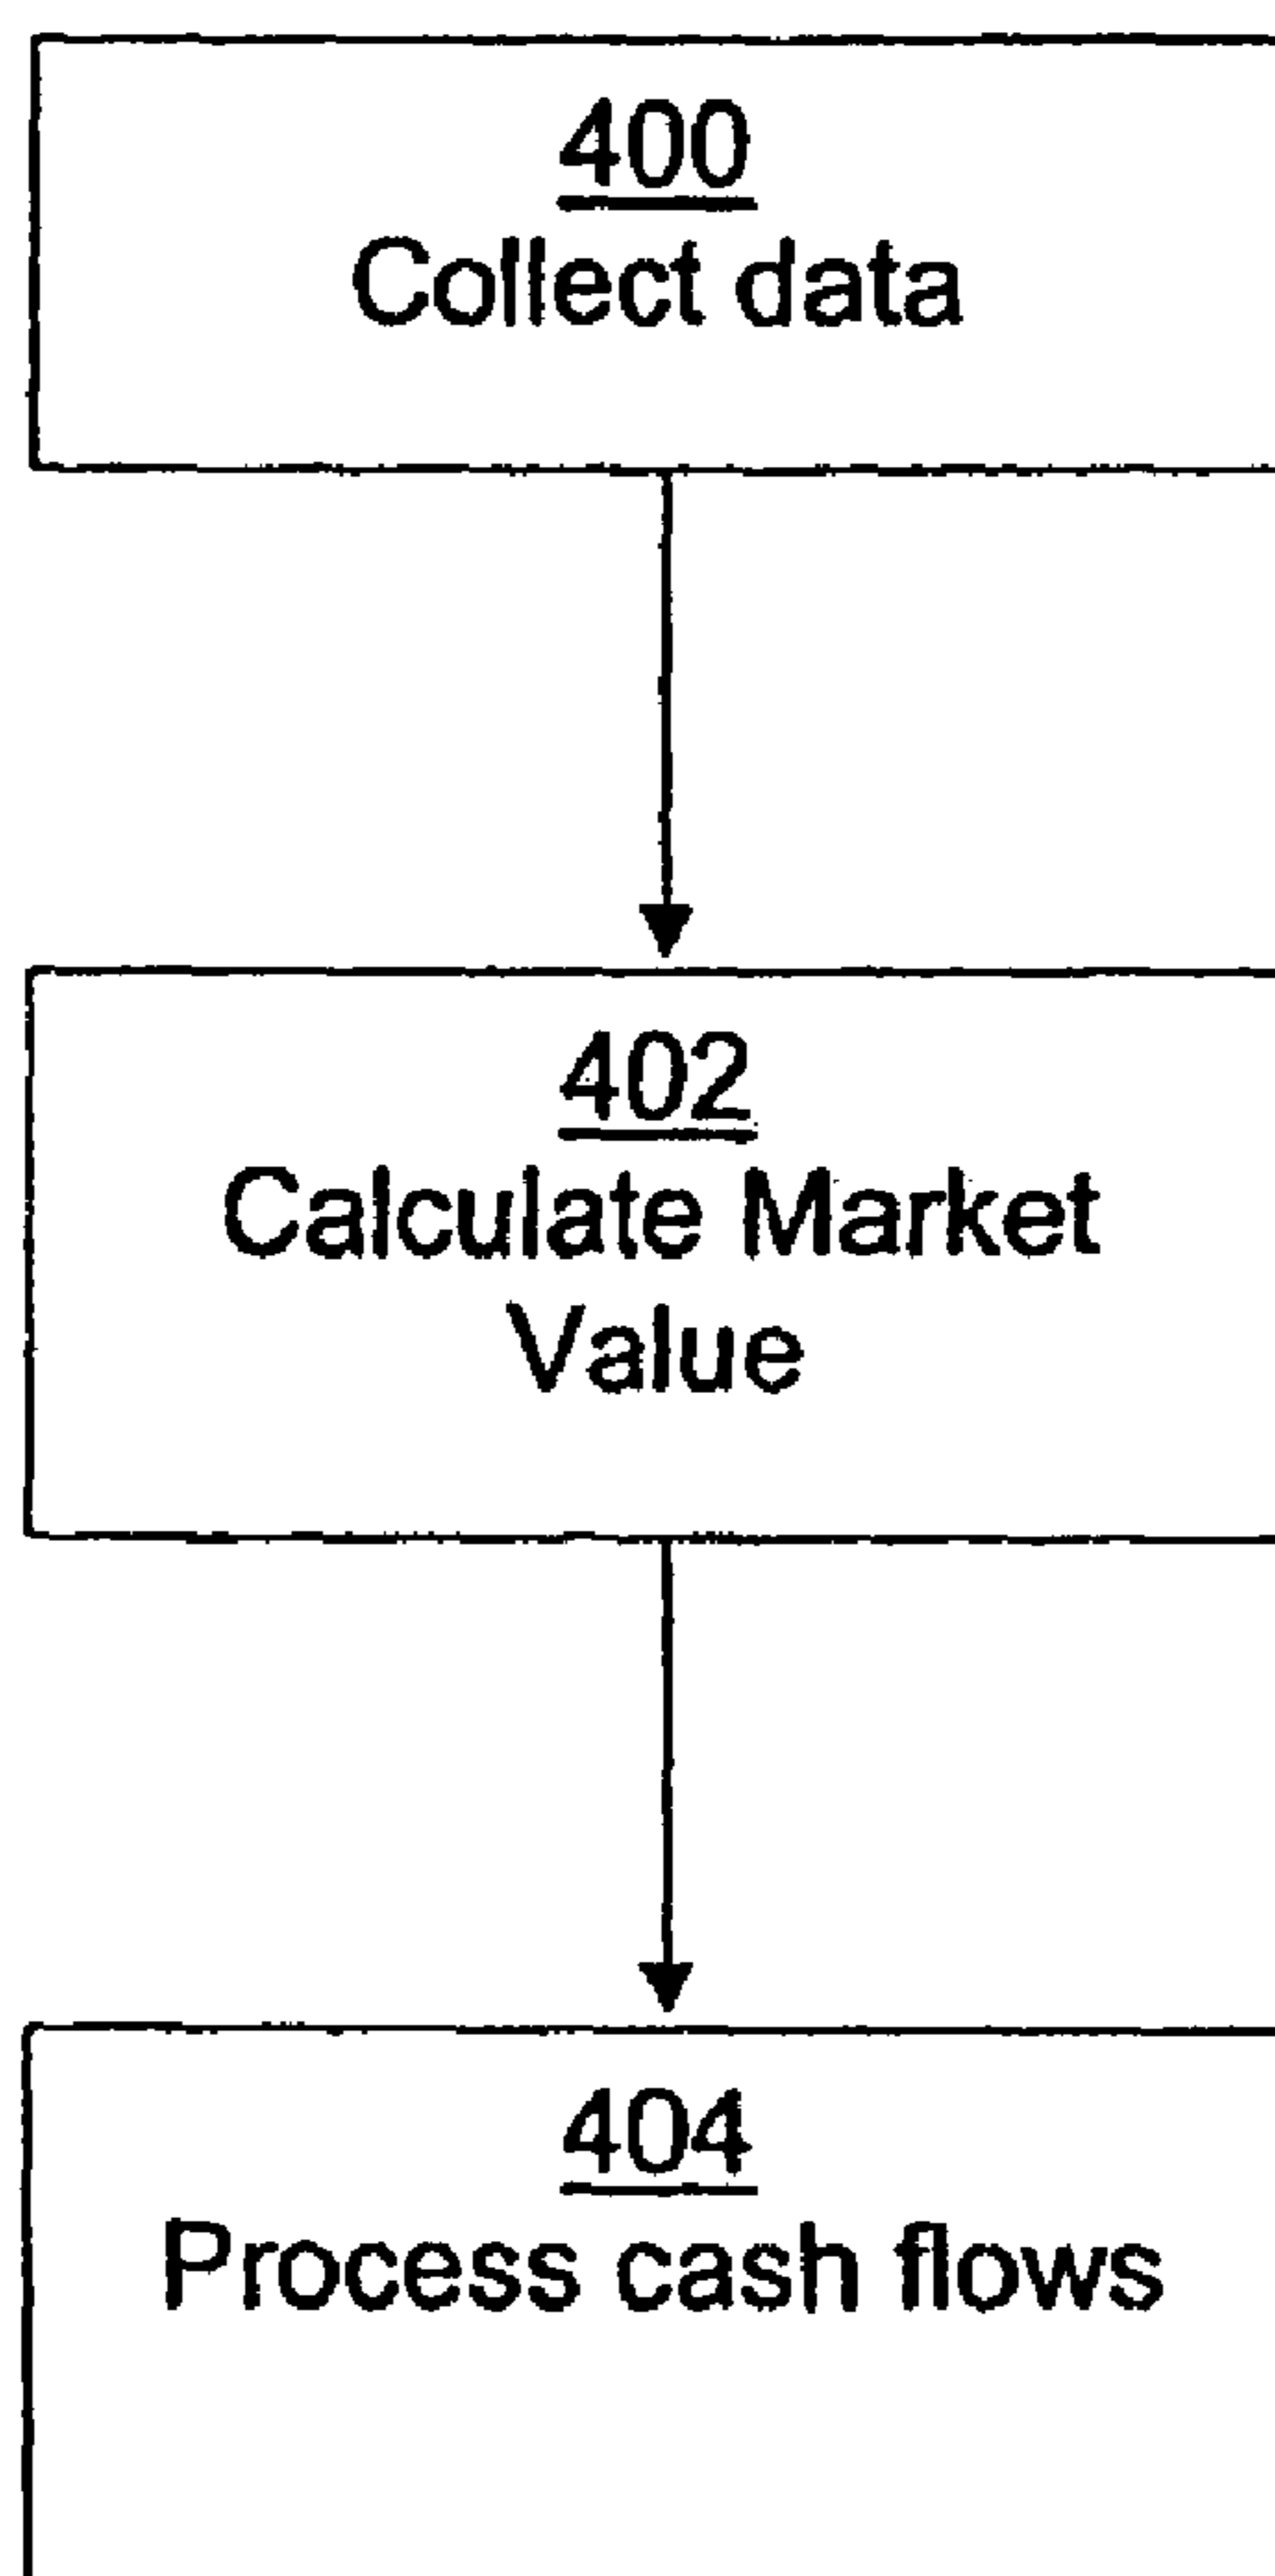 400
Collect data
402
Calculate Market
Value
404
Process cash flows